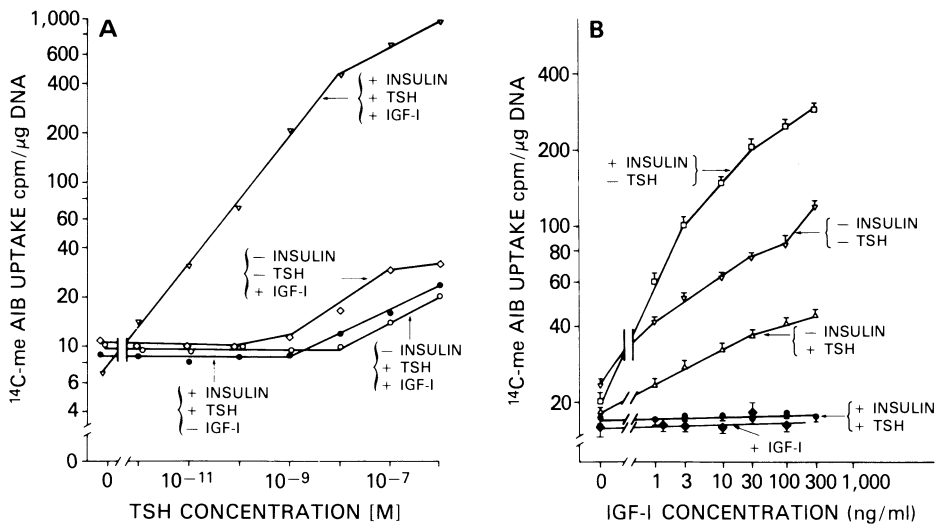 A
¹⁴C-me AIB UPTAKE cpm/μg DNA
1,000
600
400
200
100
60
40
20
10
6
4
0
+ INSULIN
+ TSH
+ IGF-I
− INSULIN
− TSH
+ IGF-I
− INSULIN
+ TSH
+ IGF-I
+ INSULIN
+ TSH
− IGF-I
0 10⁻¹¹ 10⁻⁹ 10⁻⁷
TSH CONCENTRATION [M]
B
¹⁴C-me AIB UPTAKE cpm/μg DNA
400
200
100
80
60
40
20
0
+ INSULIN
− TSH
− INSULIN
− TSH
− INSULIN
+ TSH
+ INSULIN
+ TSH
+ IGF-I
0 1 3 10 30 100 300 1,000
IGF-I CONCENTRATION (ng/ml)